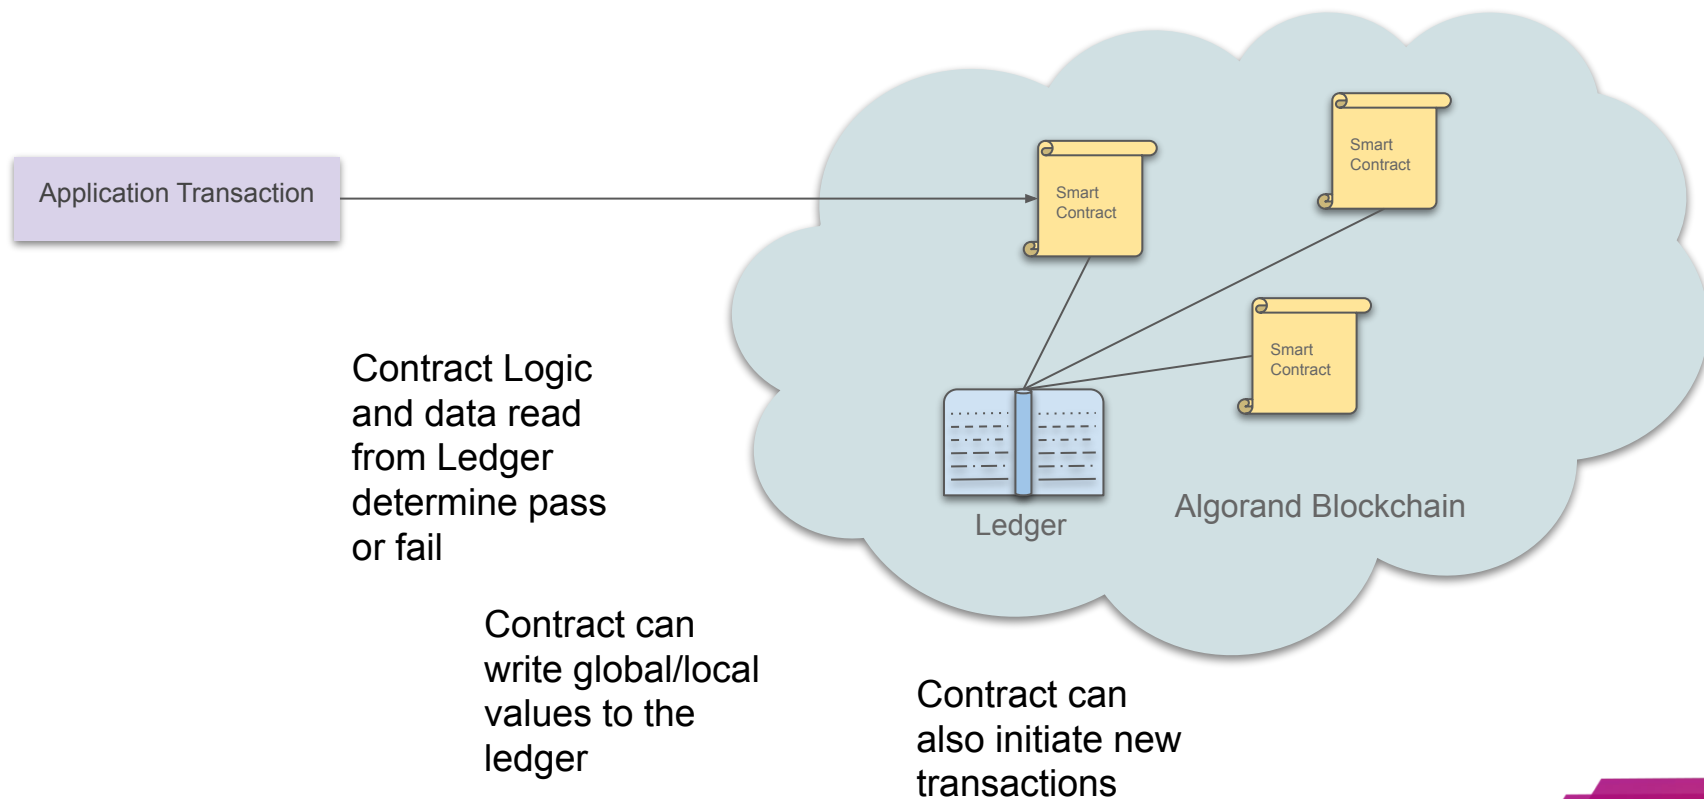 Application Transaction
Smart
Contract
Smart
Contract
Smart
Contract
Ledger
Algorand Blockchain
Contract Logic
and data read
from Ledger
determine pass
or fail
Contract can
write global/local
values to the
ledger
Contract can
also initiate new
transactions